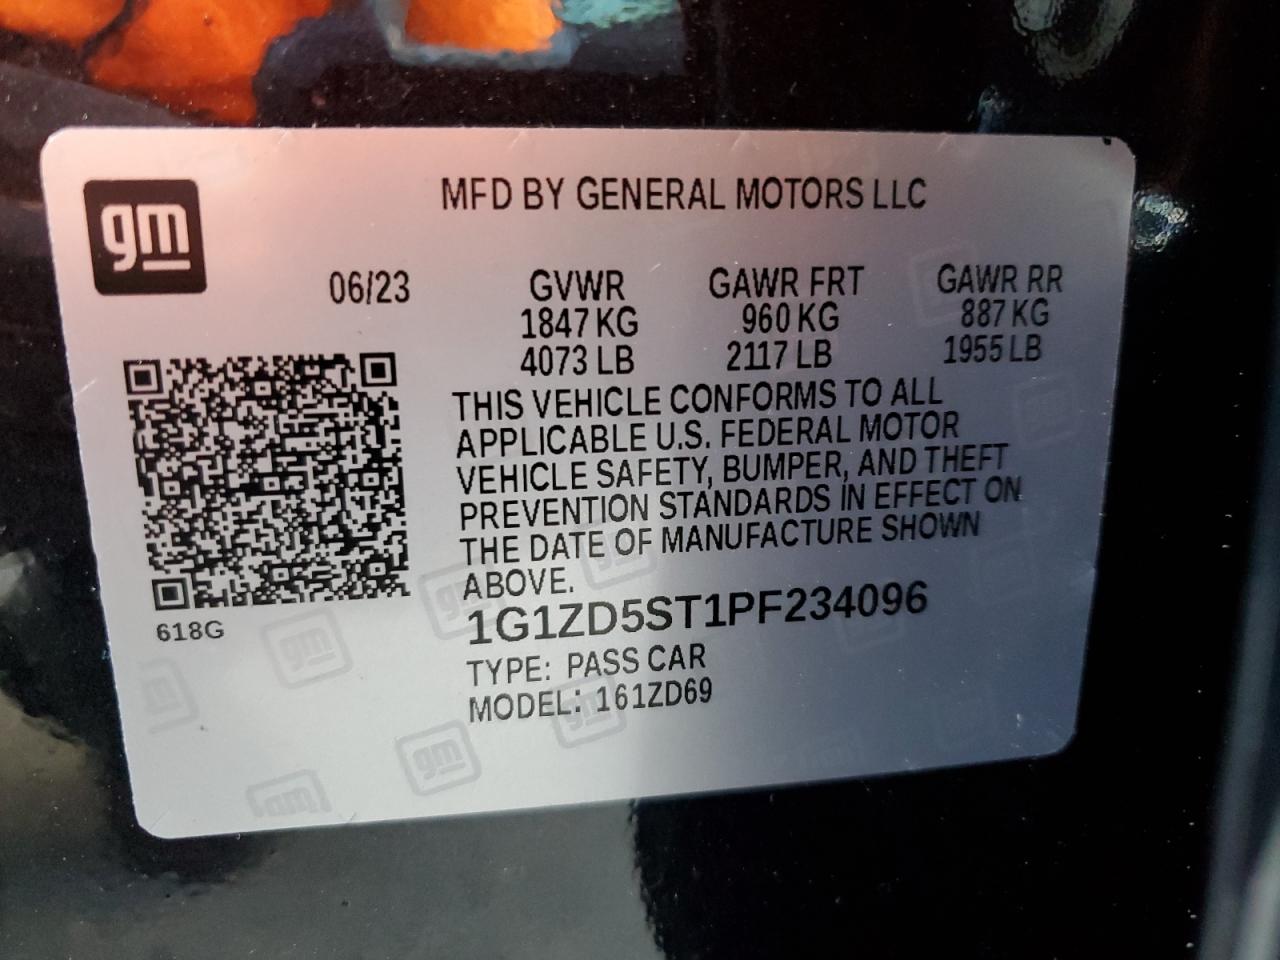 gm
MFD BY GENERAL MOTORS LLC
06/23 GVWR GAWR FRT GAWR RR
1847 KG 960 KG 887 KG
4073 LB 2117 LB 1955 LB
THIS VEHICLE CONFORMS TO ALL
APPLICABLE U.S. FEDERAL MOTOR
VEHICLE SAFETY, BUMPER, AND THEFT
PREVENTION STANDARDS IN EFFECT ON
THE DATE OF MANUFACTURE SHOWN
ABOVE.
618G
1G1ZD5ST1PF234096
TYPE: PASS CAR
MODEL: 161ZD69